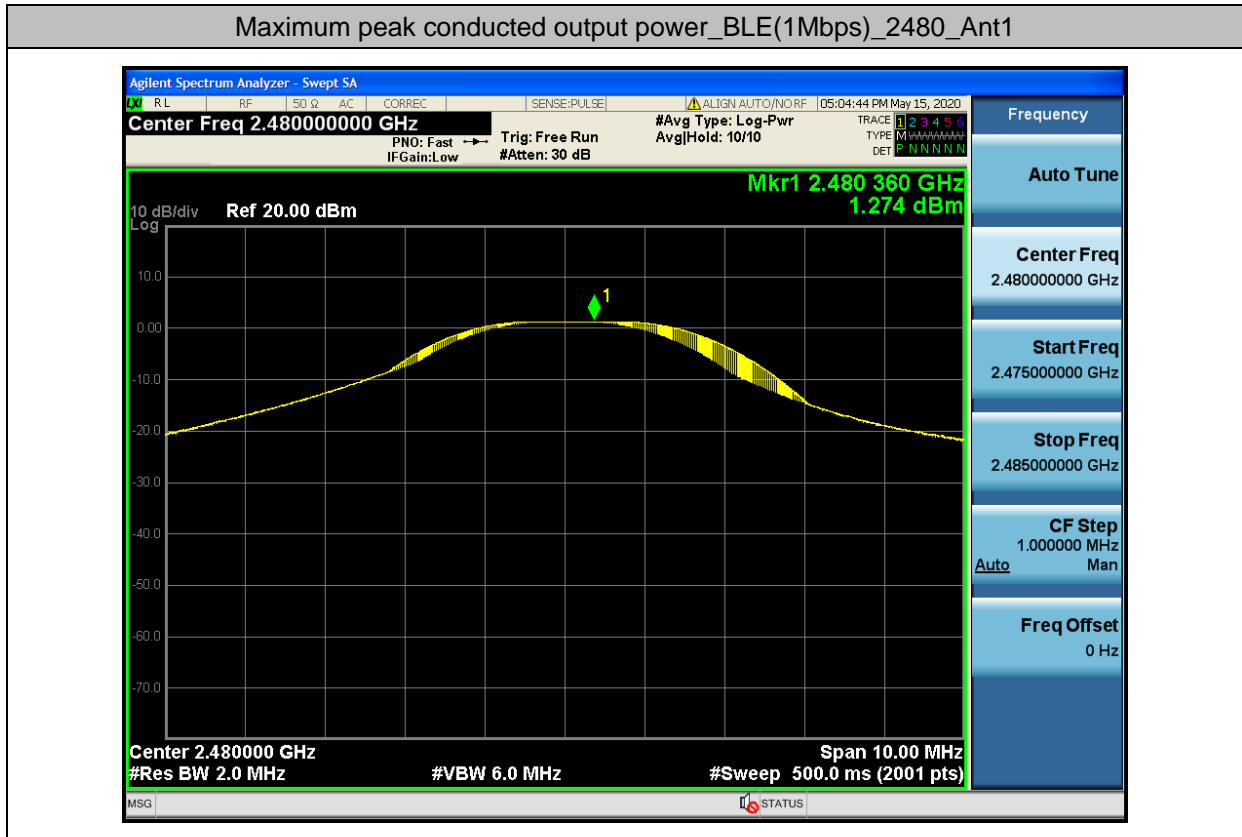 Maximum peak conducted output power_BLE(1Mbps)_2480_Ant1
Agilent Spectrum Analyzer - Swept SA
LXI RL RF 50 Ω AC CORREC SENSE:PULSE ALIGN AUTO/NO RF 05:04:44 PM May 15, 2020
Center Freq 2.480000000 GHz
PNO: Fast
IFGain:Low
Trig: Free Run
#Atten: 30 dB
#Avg Type: Log-Pwr
Avg|Hold: 10/10
TRACE 1 2 3 4 5 6
TYPE M WWWWW
DET P N N N N N
Mkr1 2.480 360 GHz
1.274 dBm
10 dB/div Ref 20.00 dBm
Log
10.0
0.00
-10.0
-20.0
-30.0
-40.0
-50.0
-60.0
-70.0
1
Center 2.480000 GHz Span 10.00 MHz
#Res BW 2.0 MHz #VBW 6.0 MHz #Sweep 500.0 ms (2001 pts)
MSG STATUS
Frequency
Auto Tune
Center Freq
2.480000000 GHz
Start Freq
2.475000000 GHz
Stop Freq
2.485000000 GHz
CF Step
1.000000 MHz
Auto Man
Freq Offset
0 Hz